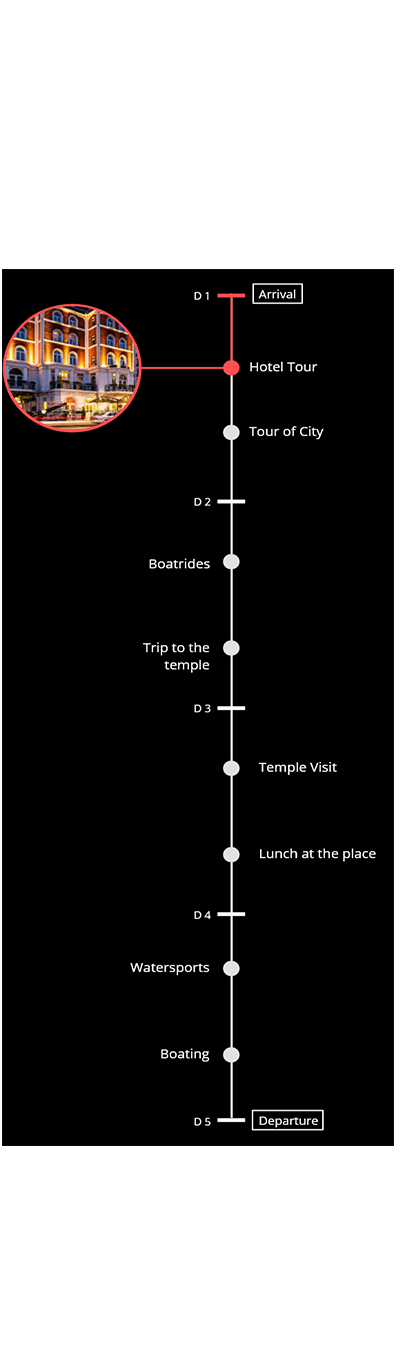 D 1
Arrival
Hotel Tour
Tour of City
D 2
Boatrides
Trip to the
temple
D 3
Temple Visit
Lunch at the place
D 4
Watersports
Boating
D 5
Departure